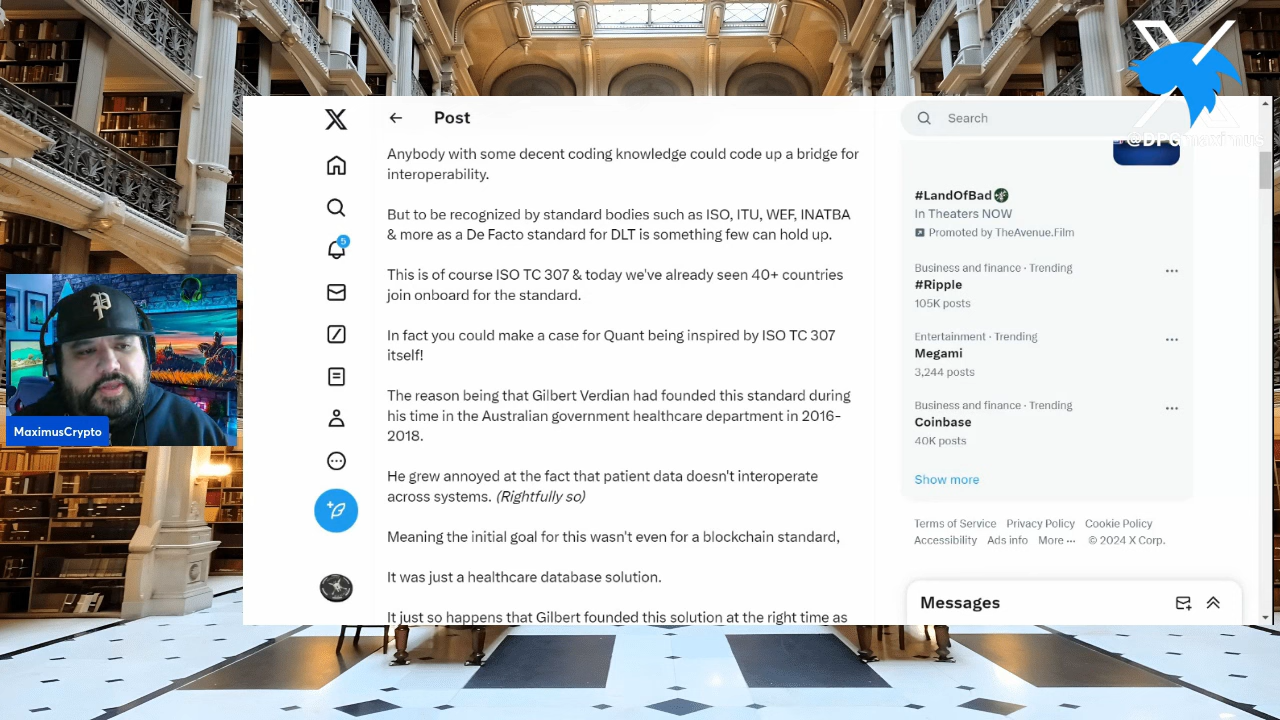 @DPGmaximus
Post
Search
Anybody with some decent coding knowledge could code up a bridge for
interoperability.
But to be recognized by standard bodies such as ISO, ITU, WEF, INATBA
& more as a De Facto standard for DLT is something few can hold up.
This is of course ISO TC 307 & today we've already seen 40+ countries
join onboard for the standard.
In fact you could make a case for Quant being inspired by ISO TC 307
itself!
The reason being that Gilbert Verdian had founded this standard during
his time in the Australian government healthcare department in 2016-
2018.
He grew annoyed at the fact that patient data doesn't interoperate
across systems. (Rightfully so)
Meaning the initial goal for this wasn't even for a blockchain standard,
It was just a healthcare database solution.
It just so happens that Gilbert founded this solution at the right time as
5
P
MaximusCrypto
#LandOfBad
In Theaters NOW
Promoted by TheAvenue.Film
Business and finance · Trending
#Ripple
105K posts
Entertainment · Trending
Megami
3,244 posts
Business and finance · Trending
Coinbase
40K posts
Show more
Terms of Service Privacy Policy Cookie Policy
Accessibility Ads info More ··· © 2024 X Corp.
Messages